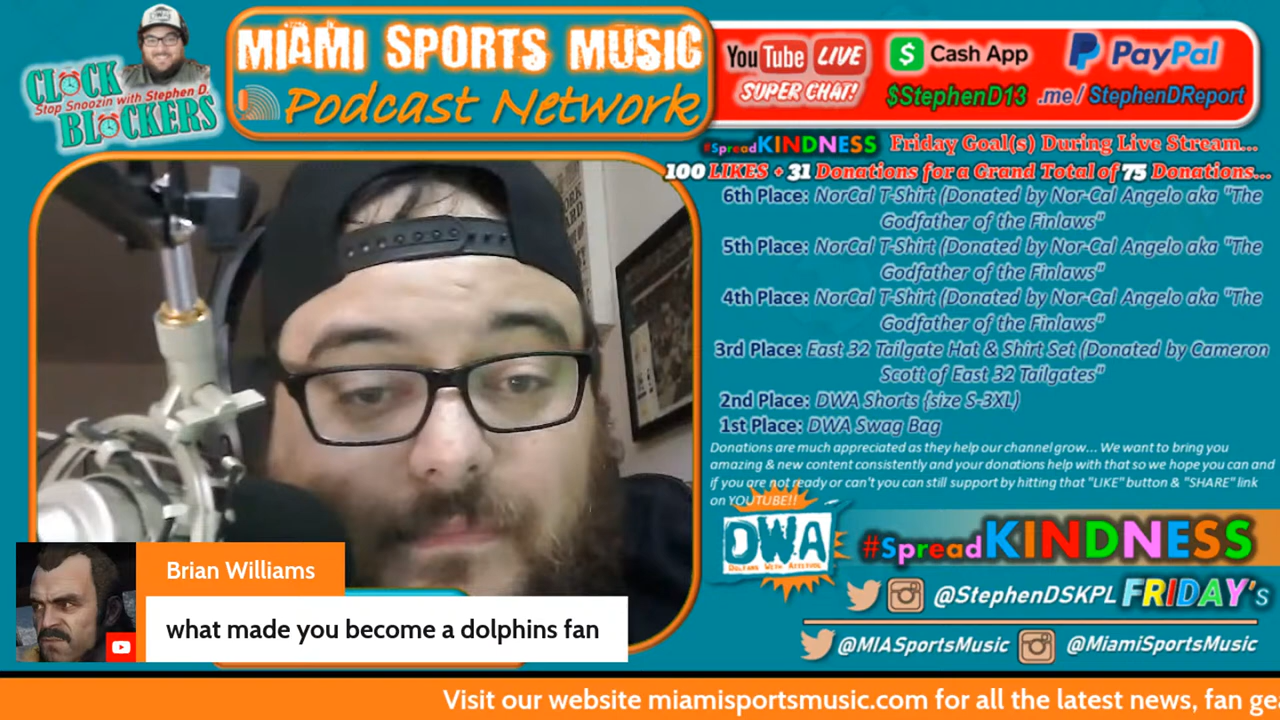 DWA
CLOCK
Stop Snoozin with Stephen D.
BLOCKERS
MIAMI SPORTS MUSIC
Podcast Network
YouTube LIVE
SUPER CHAT!
$ Cash App
$StephenD13
PayPal
.me/StephenDReport
#SpreadKINDNESS Friday Goal(s) During Live Stream...
100 LIKES + 31 Donations for a Grand Total of 75 Donations...
6th Place: NorCal T-Shirt (Donated by Nor-Cal Angelo aka "The
Godfather of the Finlaws"
5th Place: NorCal T-Shirt (Donated by Nor-Cal Angelo aka "The
Godfather of the Finlaws"
4th Place: NorCal T-Shirt (Donated by Nor-Cal Angelo aka "The
Godfather of the Finlaws"
3rd Place: East 32 Tailgate Hat & Shirt Set (Donated by Cameron
Scott of East 32 Tailgates"
2nd Place: DWA Shorts {size S-3XL)
1st Place: DWA Swag Bag
Donations are much appreciated as they help our channel grow... We want to bring you
amazing & new content consistently and your donations help with that so we hope you can and
if you are not ready or can't you can still support by hitting that "LIKE" button & "SHARE" link
on YOUTUBE!!
DWA
DOLFANS WITH ATTITUDE
#SpreadKINDNESS
@StephenDSKPL FRIDAY's
@MIASportsMusic @MiamiSportsMusic
Brian Williams
what made you become a dolphins fan
Visit our website miamisportsmusic.com for all the latest news, fan ge